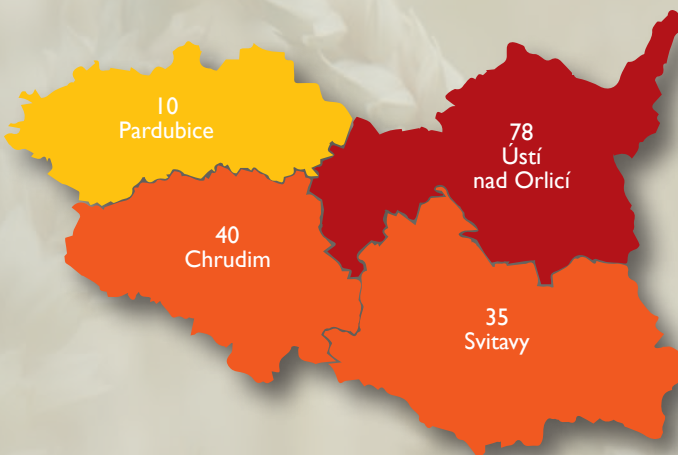 10
Pardubice
78
Ústí
nad Orlicí
40
Chrudim
35
Svitavy